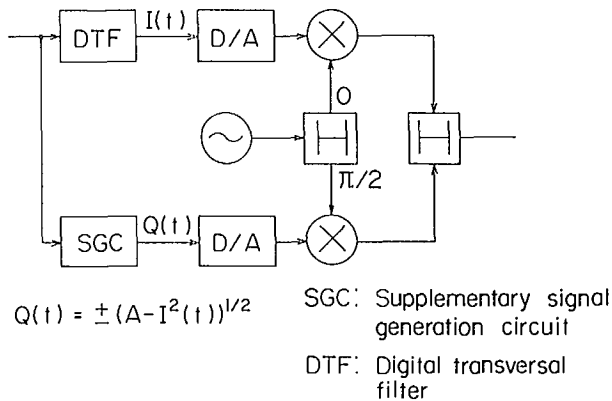 I(t)
DTF
D/A
0
π/2
Q(t)
SGC
D/A
Q(t) = ±(A-I²(t))^1/2
SGC: Supplementary signal
generation circuit
DTF: Digital transversal
filter